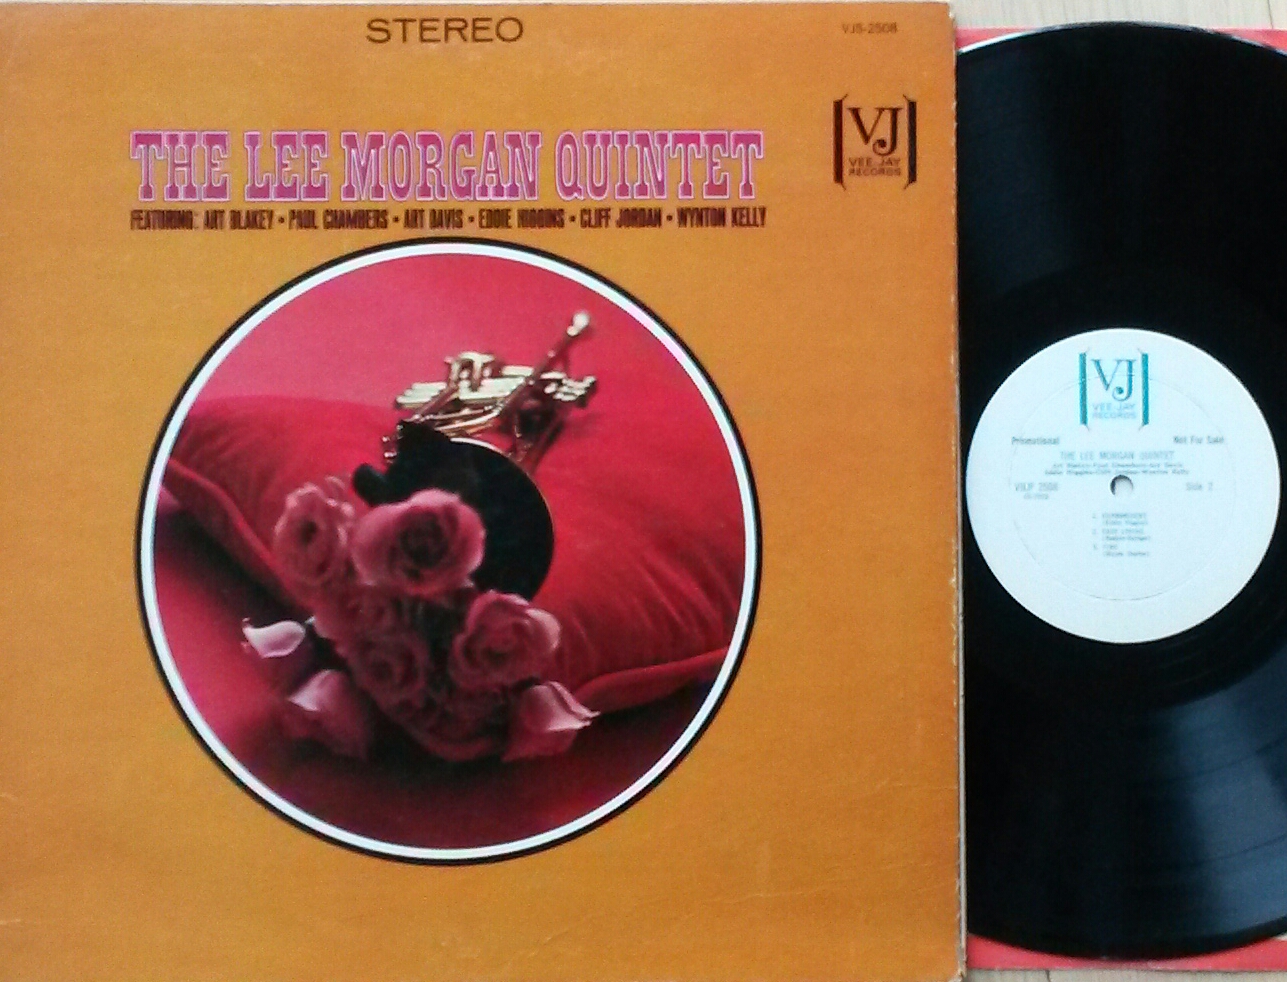 STEREO
VJS-2508
VJ
VEE-JAY
RECORDS
THE LEE MORGAN QUINTET
FEATURING: ART BLAKEY • PAUL CHAMBERS • ART DAVIS • EDDIE HIGGINS • CLIFF JORDAN • WYNTON KELLY
VJ
VEE-JAY
RECORDS
Promotional Not For Sale
THE LEE MORGAN QUINTET
VJLP 2508 Side 2